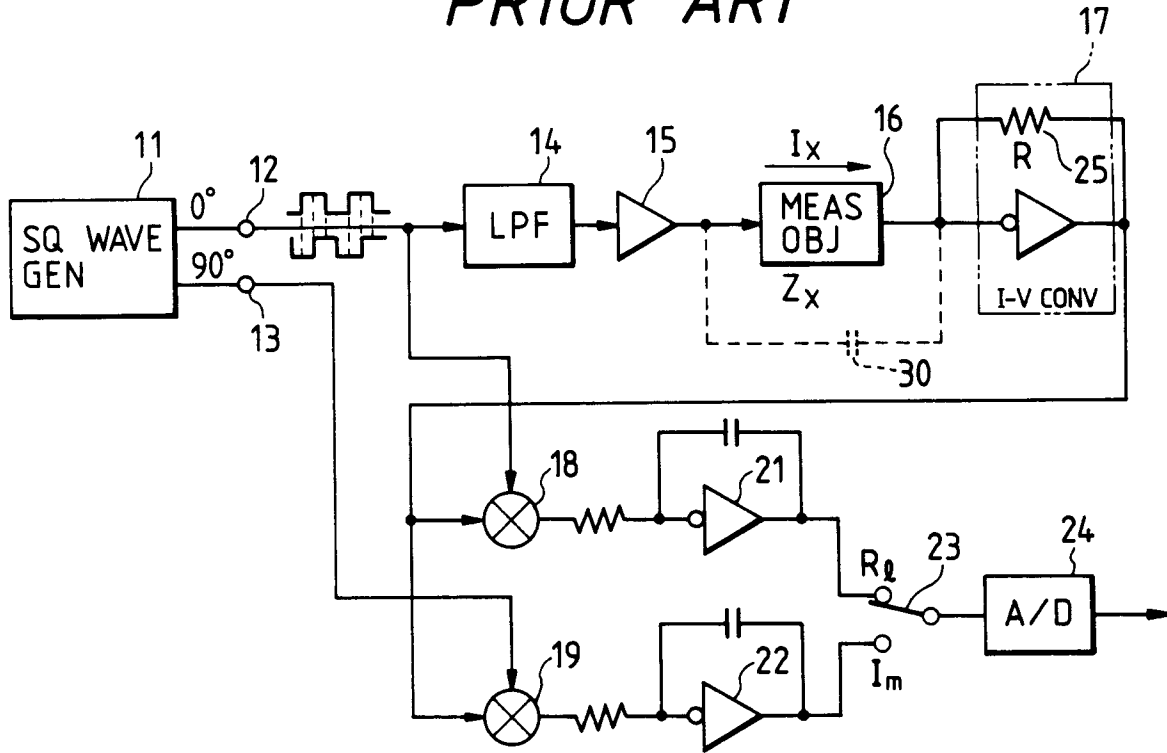 PRIOR ART
17
11
12
14
15
16
Ix
R
25
0°
SQ WAVE
GEN
LPF
MEAS
OBJ
90°
Zx
I-V CONV
13
30
18
21
24
Rl
23
A/D
19
22
Im